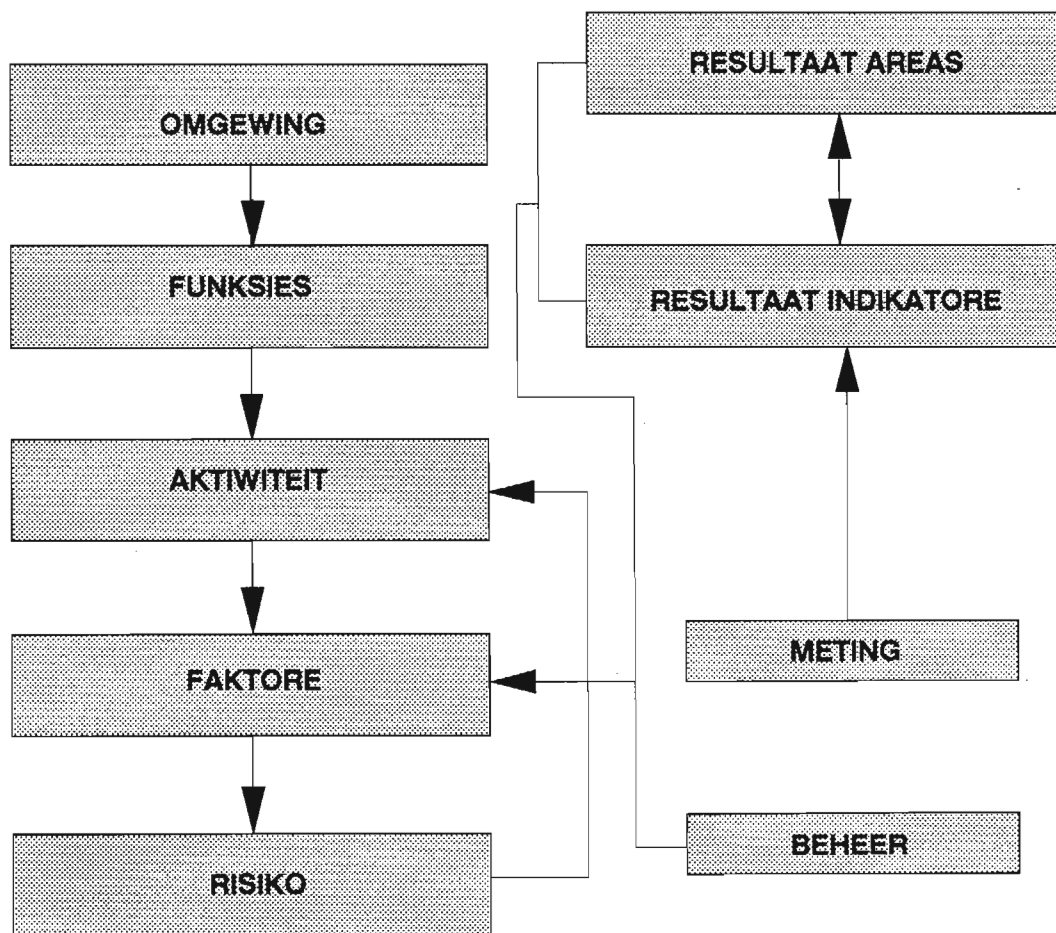 OMGEWING
FUNKSIES
AKTIWITEIT
FAKTORE
RISIKO
RESULTAAT AREAS
RESULTAAT INDIKATORE
METING
BEHEER